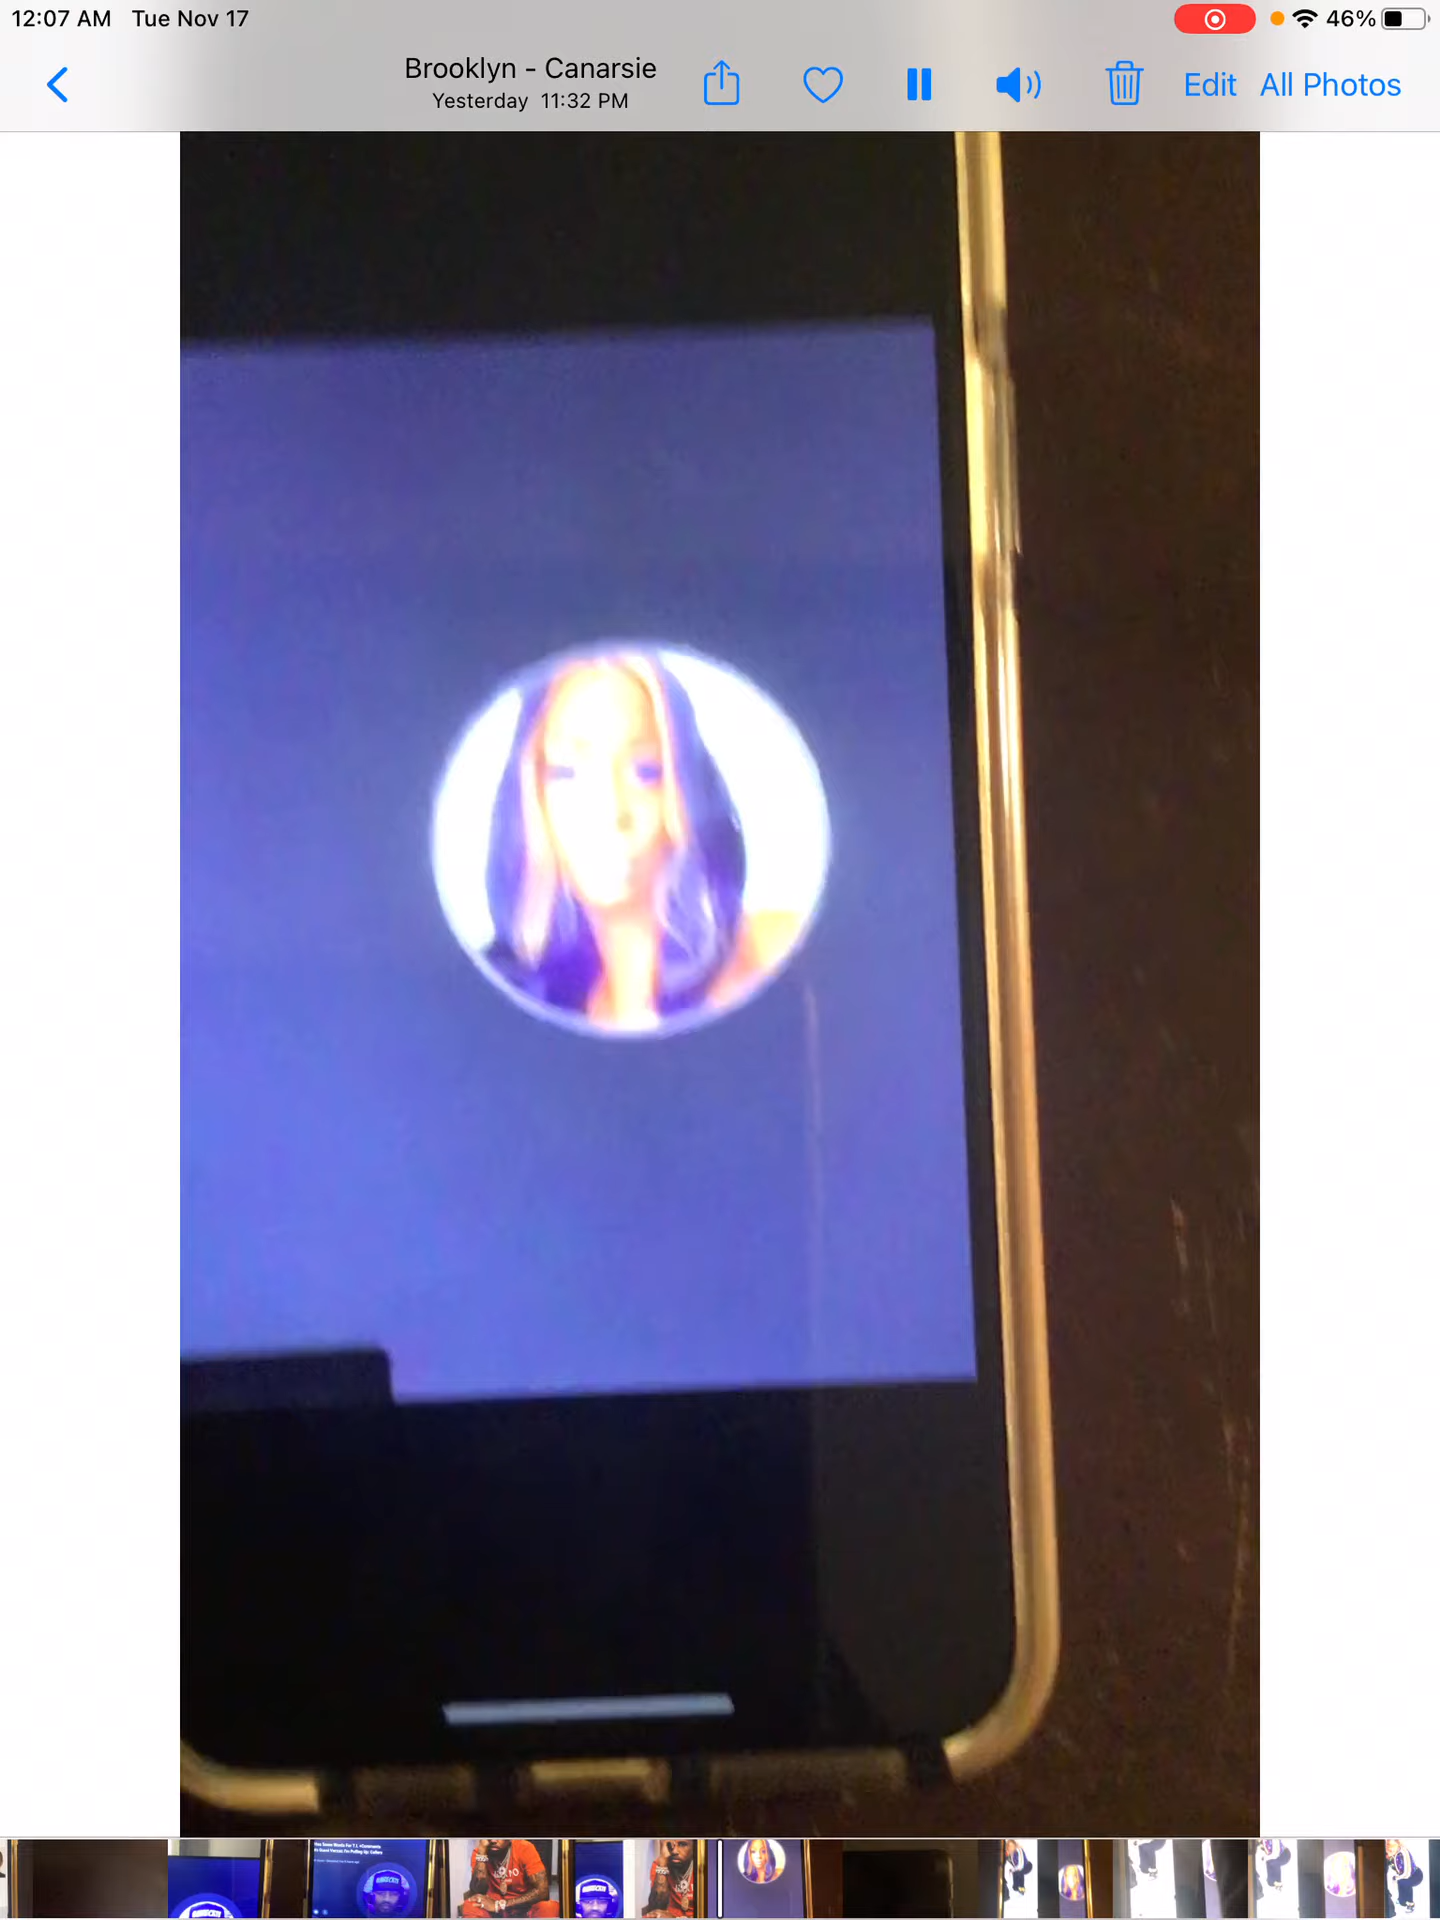 12:07 AM Tue Nov 17
46%
Brooklyn - Canarsie
Yesterday 11:32 PM
Edit All Photos